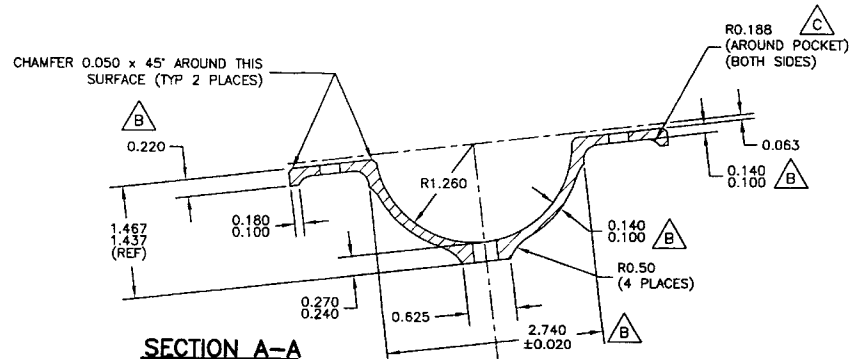 CHAMFER 0.050 x 45° AROUND THIS
SURFACE (TYP 2 PLACES)
R0.188
(AROUND POCKET)
(BOTH SIDES)
C
B
0.220
0.063
0.140
0.100
B
R1.260
1.467
1.437
(REF)
0.180
0.100
0.140
0.100
B
R0.50
(4 PLACES)
0.270
0.240
0.625
2.740
±0.020
B
SECTION A-A